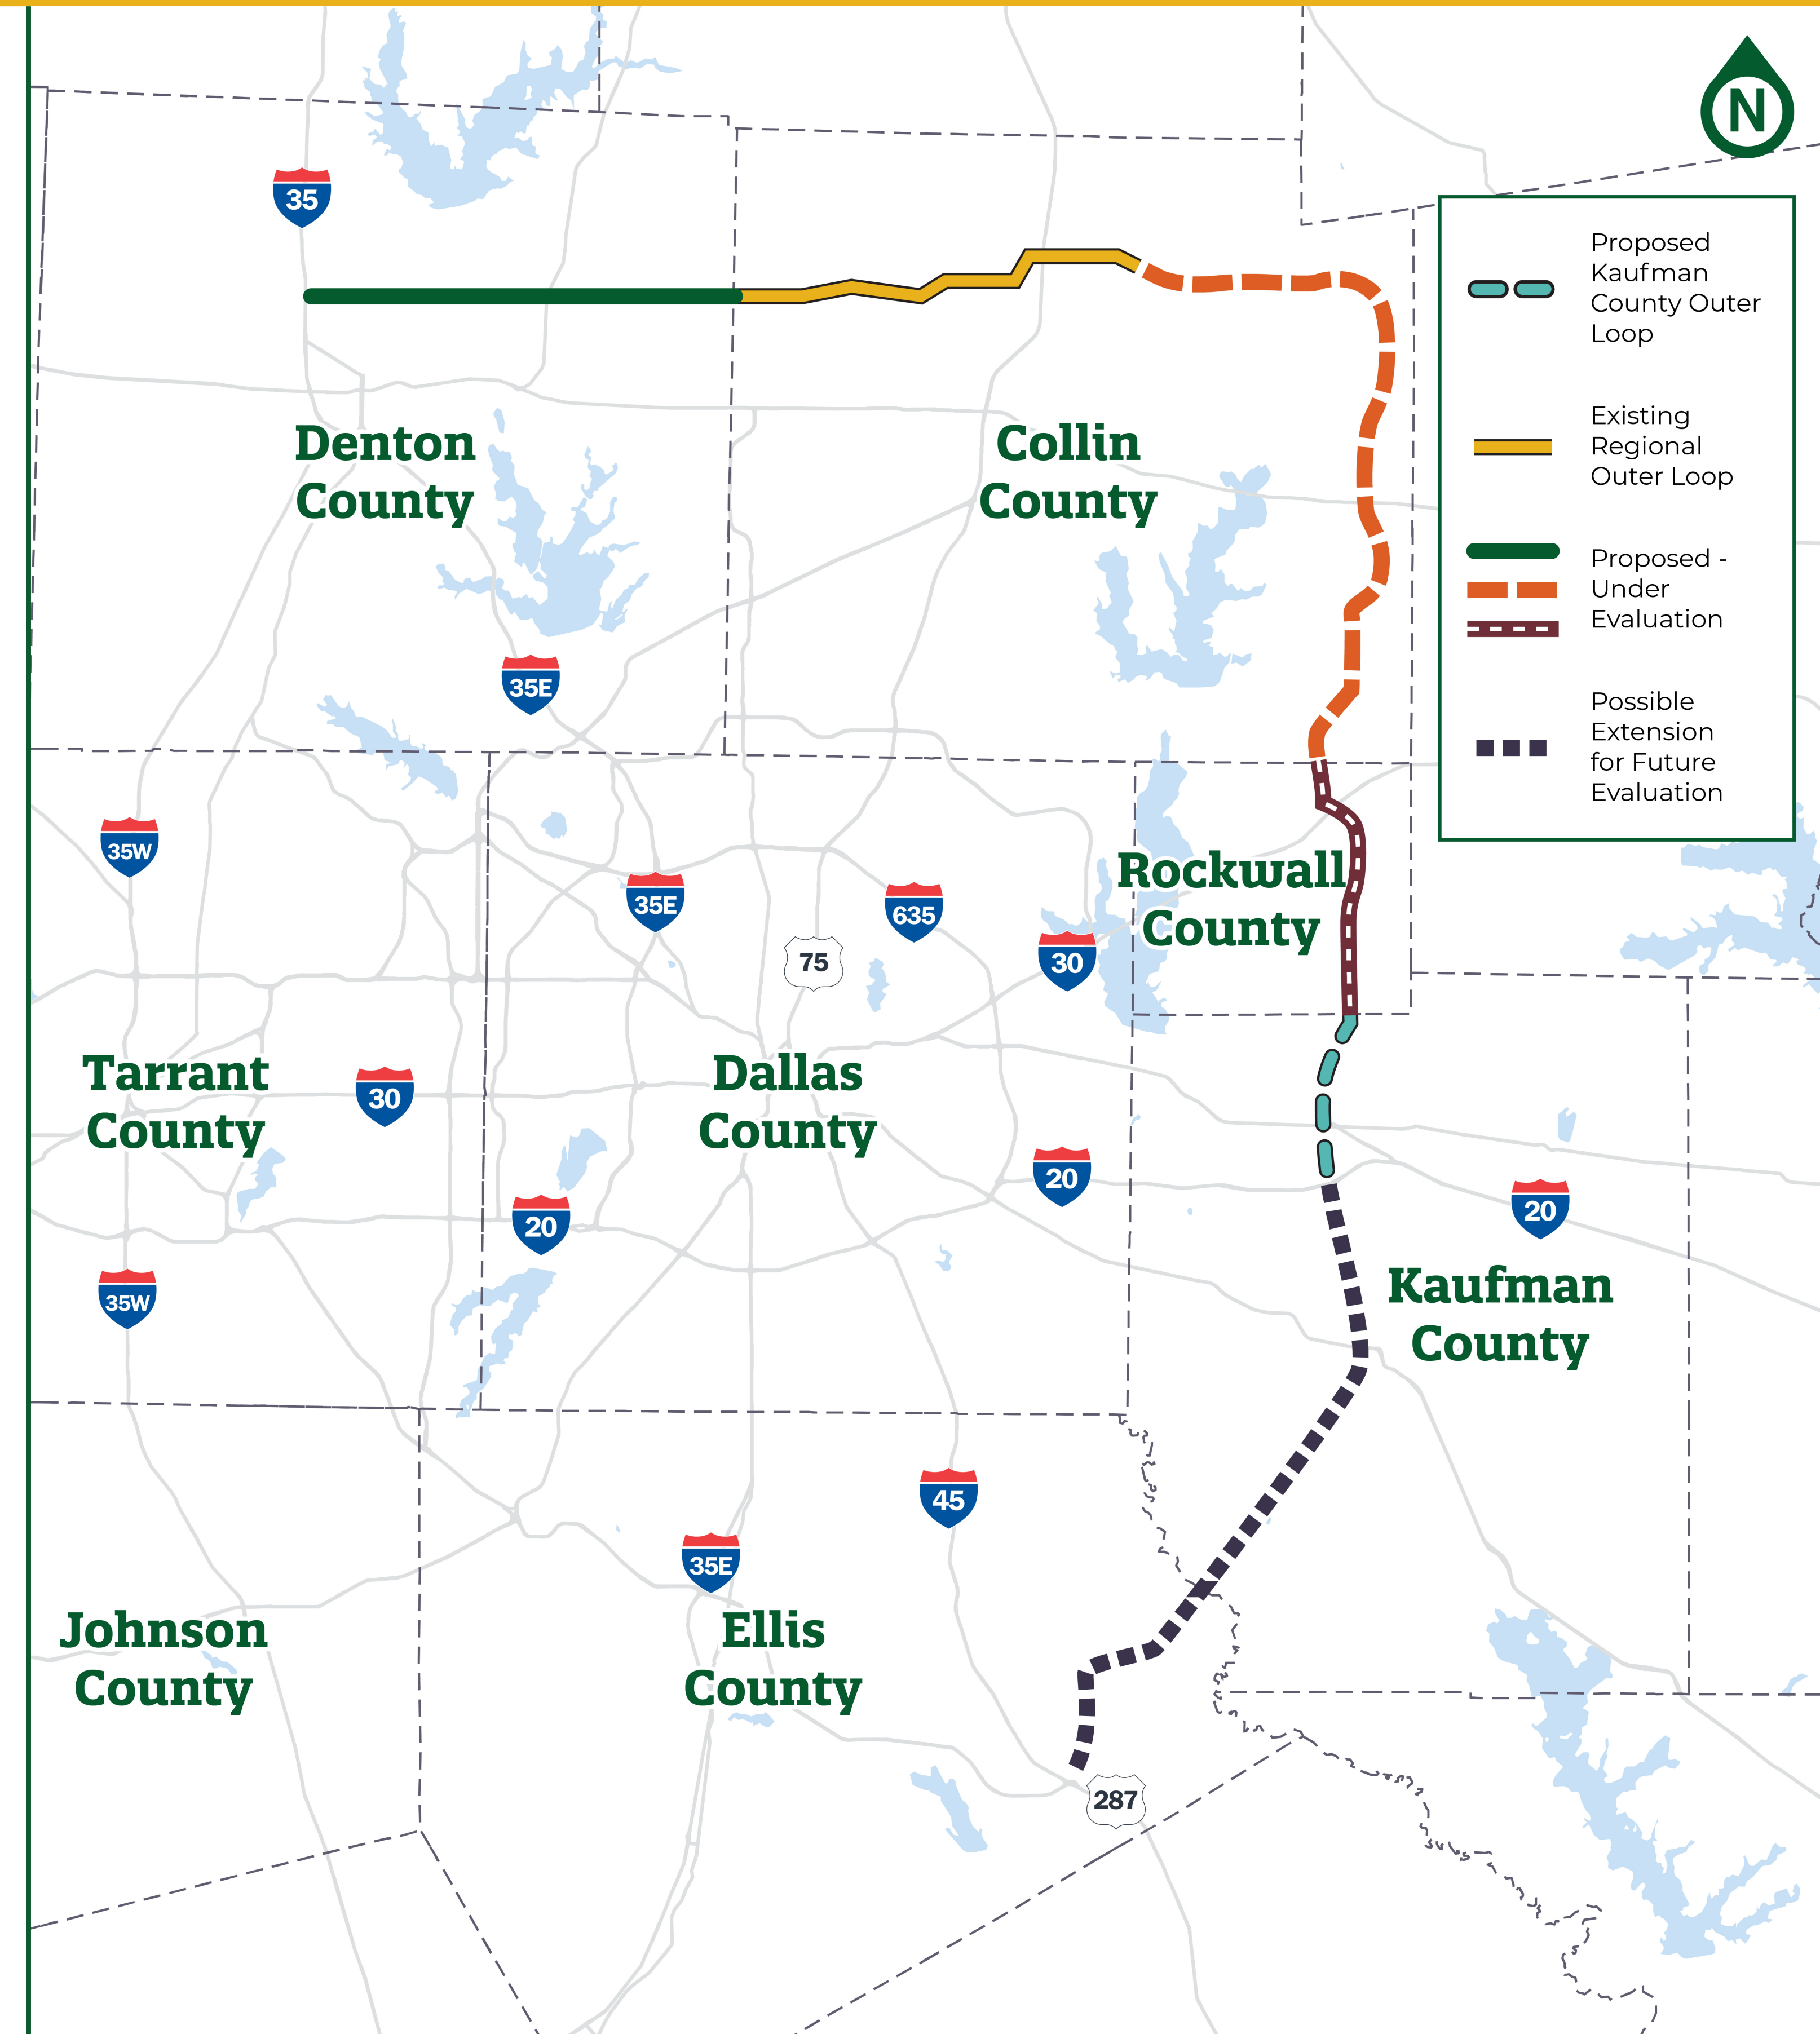 N
35
Proposed
Kaufman
County Outer
Loop
Existing
Regional
Outer Loop
Proposed -
Under
Evaluation
Possible
Extension
for Future
Evaluation
Denton
County
Collin
County
35E
35W
35E
635
75
30
Rockwall
County
Tarrant
County
30
Dallas
County
20
20
20
35W
Kaufman
County
45
35E
Johnson
County
Ellis
County
287